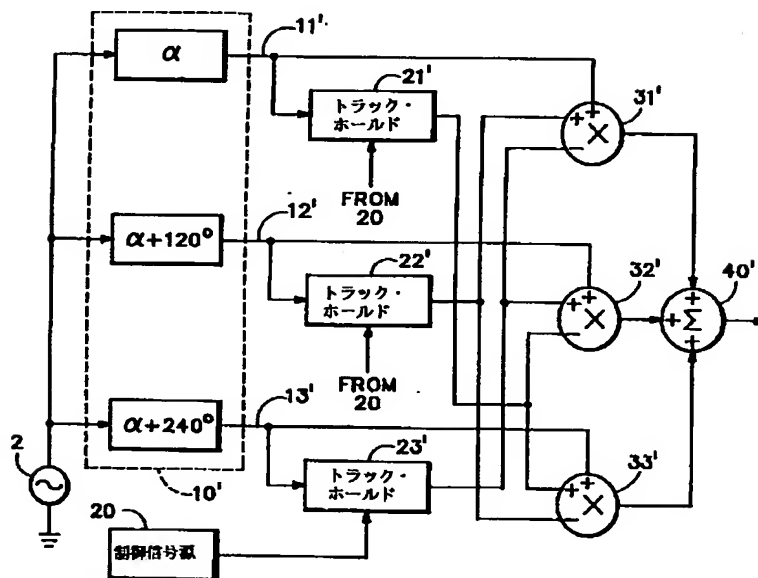 11'
α
21'
トラック・
ホールド
31'
+
+
×
−
FROM
20
12'
α+120°
22'
トラック・
ホールド
32'
+
+
×
−
40'
+
+
Σ
+
FROM
20
13'
α+240°
23'
トラック・
ホールド
33'
+
+
×
−
2
10'
20
制御信号源